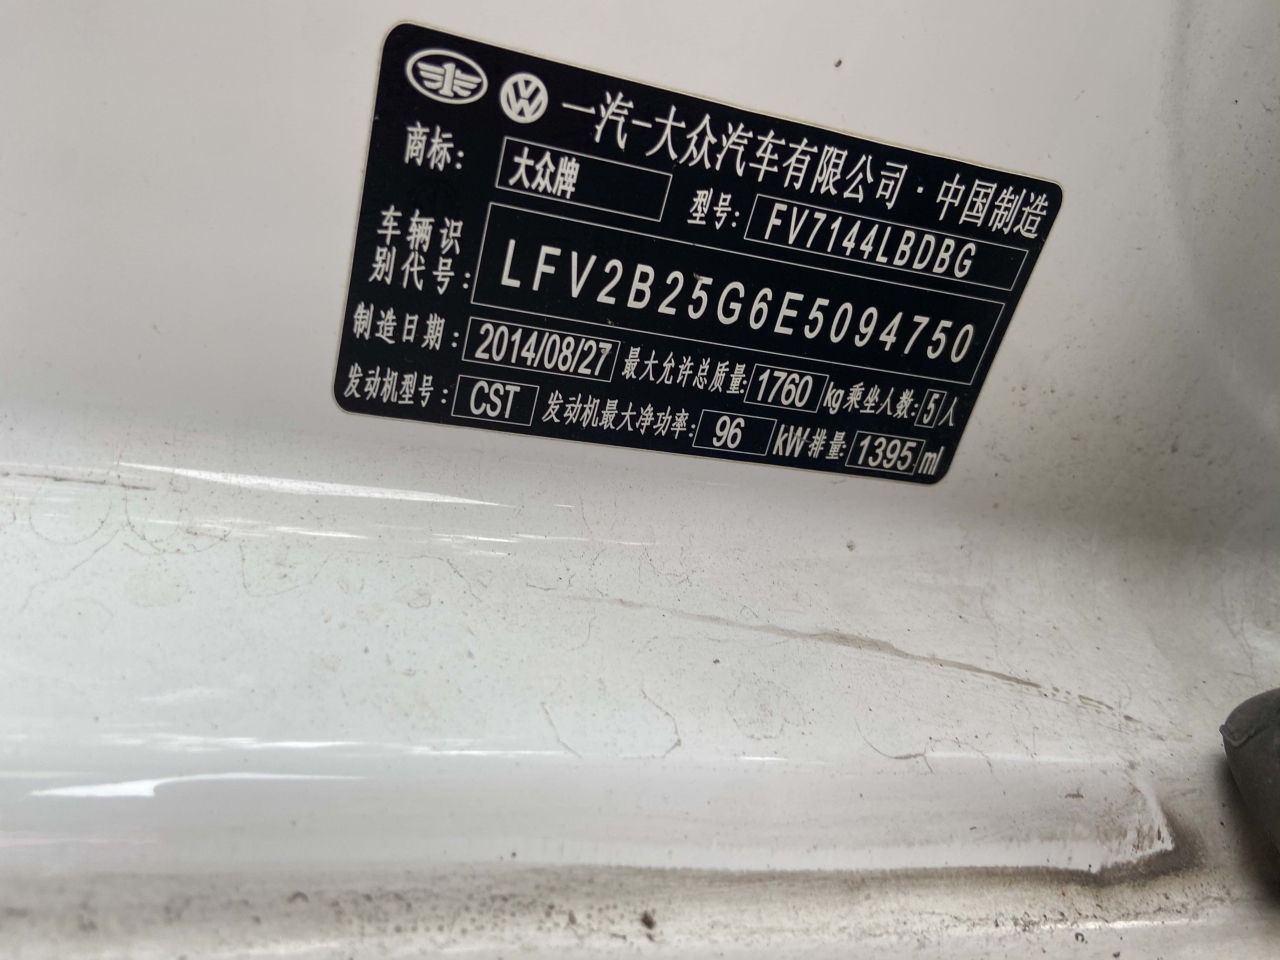 一汽-大众汽车有限公司·中国制造
商标: 大众牌 型号: FV7144LBDBG
车辆识别代号: LFV2B25G6E5094750
制造日期: 2014/08/27 最大允许总质量: 1760 kg 乘坐人数: 5 人
发动机型号: CST 发动机最大净功率: 96 kW 排量: 1395 ml